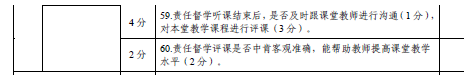 4分
59.责任督学听课结束后，是否及时跟课堂教师进行沟通（1分），
对本堂教学课程进行评课（3分）。
2分
60.责任督学评课是否中肯客观准确，能帮助教师提高课堂教学
水平（2分）。